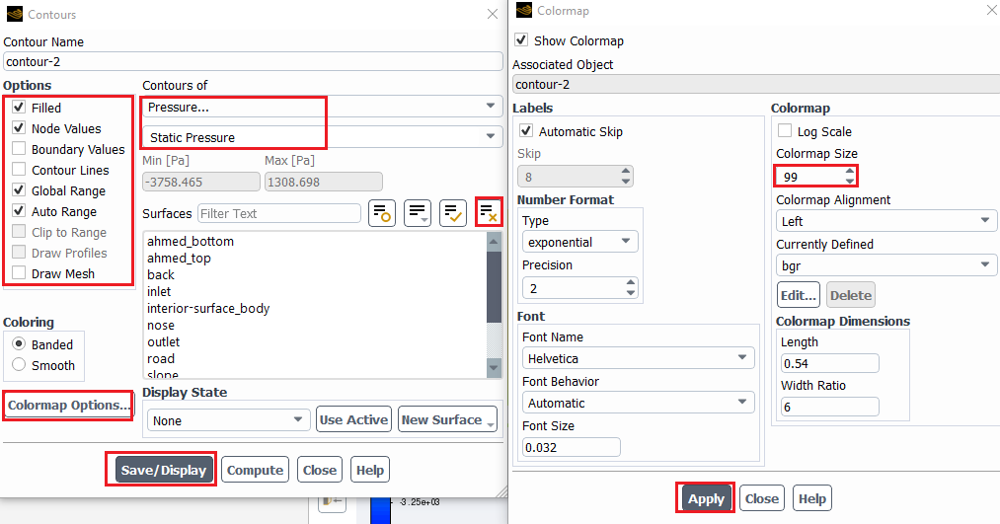 Contours
Contour Name
contour-2
Options
Filled
Node Values
Boundary Values
Contour Lines
Global Range
Auto Range
Clip to Range
Draw Profiles
Draw Mesh
Coloring
Banded
Smooth
Colormap Options...
Contours of
Pressure...
Static Pressure
Min [Pa] Max [Pa]
-3758.465 1308.698
Surfaces Filter Text
ahmed_bottom
ahmed_top
back
inlet
interior-surface_body
nose
outlet
road
slope
Display State
None Use Active New Surface
Save/Display Compute Close Help
-3.25e+03
Colormap
Show Colormap
Associated Object
contour-2
Labels
Automatic Skip
Skip
8
Number Format
Type
exponential
Precision
2
Font
Font Name
Helvetica
Font Behavior
Automatic
Font Size
0.032
Colormap
Log Scale
Colormap Size
99
Colormap Alignment
Left
Currently Defined
bgr
Edit... Delete
Colormap Dimensions
Length
0.54
Width Ratio
6
Apply Close Help